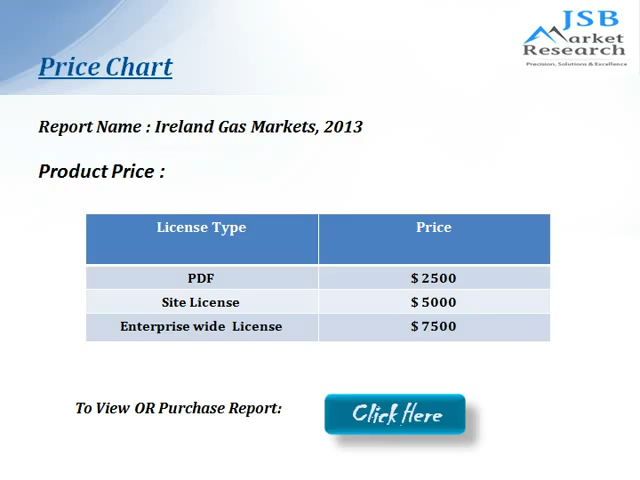 JSB
Market
Research
Precision, Solutions & Excellence
Price Chart
Report Name : Ireland Gas Markets, 2013
Product Price :
License Type Price
PDF $ 2500
Site License $ 5000
Enterprise wide License $ 7500
To View OR Purchase Report: Click Here